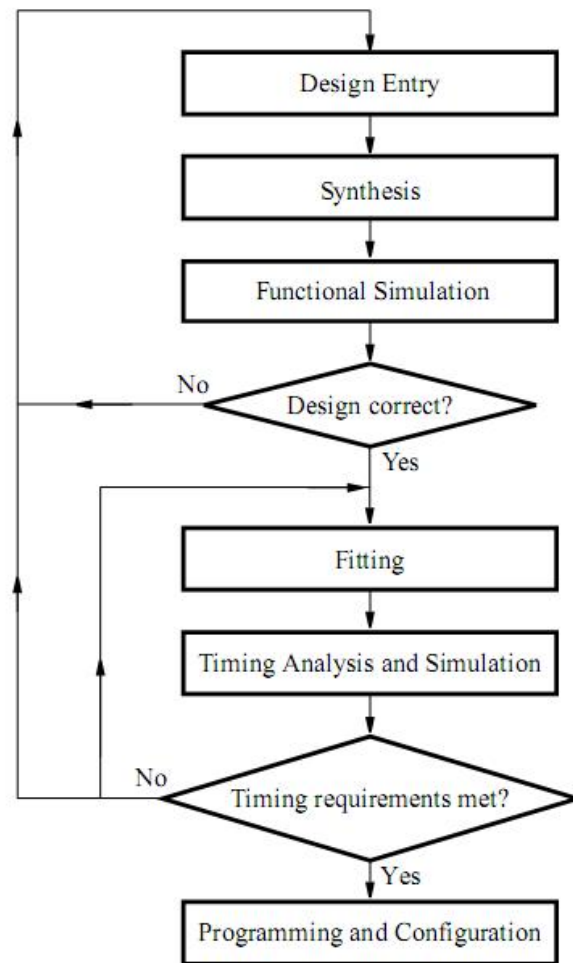 Design Entry
Synthesis
Functional Simulation
No
Design correct?
Yes
Fitting
Timing Analysis and Simulation
No
Timing requirements met?
Yes
Programming and Configuration